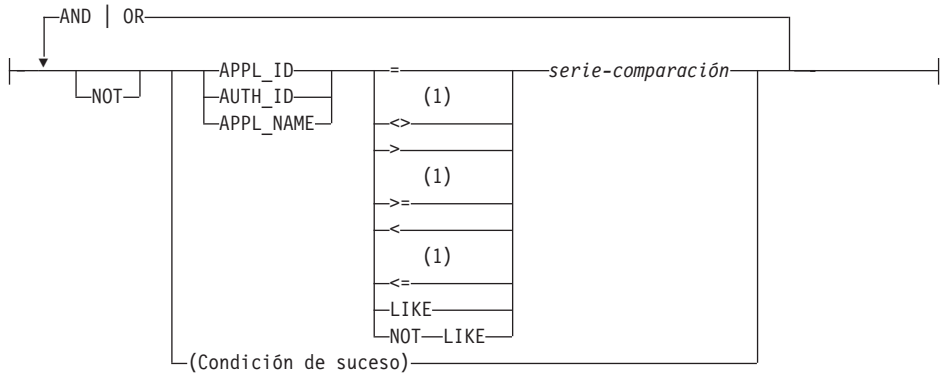 AND | OR
NOT
APPL_ID
AUTH_ID
APPL_NAME
=
(1)
<>
>
(1)
>=
<
(1)
<=
LIKE
NOT LIKE
serie-comparación
(Condición de suceso)